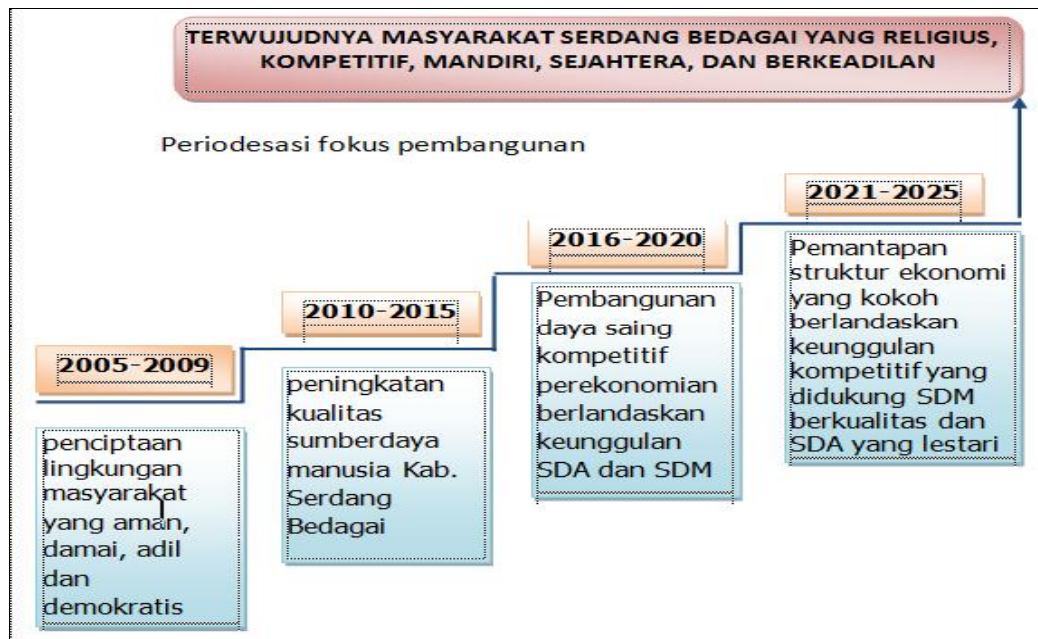 TERWUJUDNYA MASYARAKAT SERDANG BEDAGAI YANG RELIGIUS,
KOMPETITIF, MANDIRI, SEJAHTERA, DAN BERKEADILAN
Periodesasi fokus pembangunan
2005-2009
penciptaan
lingkungan
masyarakat
yang aman,
damai, adil
dan
demokratis
2010-2015
peningkatan
kualitas
sumberdaya
manusia Kab.
Serdang
Bedagai
2016-2020
Pembangunan
daya saing
kompetitif
perekonomian
berlandaskan
keunggulan
SDA dan SDM
2021-2025
Pemantapan
struktur ekonomi
yang kokoh
berlandaskan
keunggulan
kompetitif yang
didukung SDM
berkualitas dan
SDA yang lestari